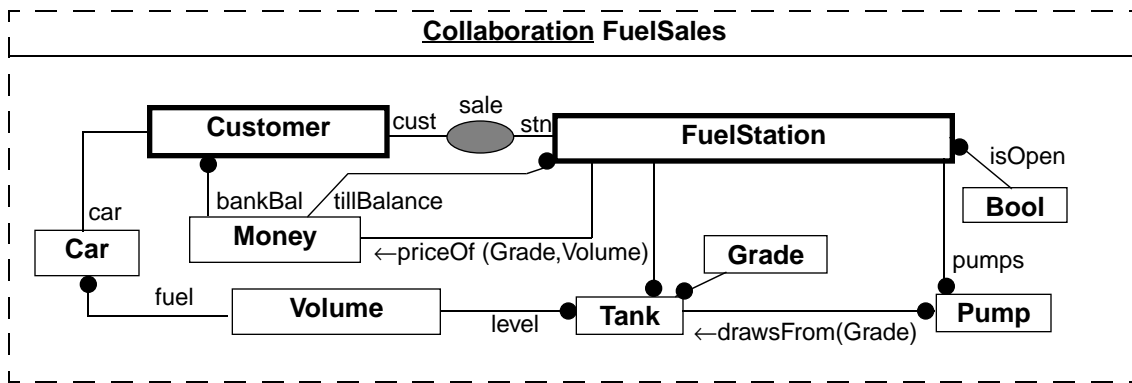 Collaboration FuelSales
sale
Customer
cust
stn
FuelStation
isOpen
bankBal
tillBalance
Bool
car
Money
Car
←priceOf (Grade,Volume)
Grade
pumps
fuel
Volume
level
Tank
←drawsFrom(Grade)
Pump